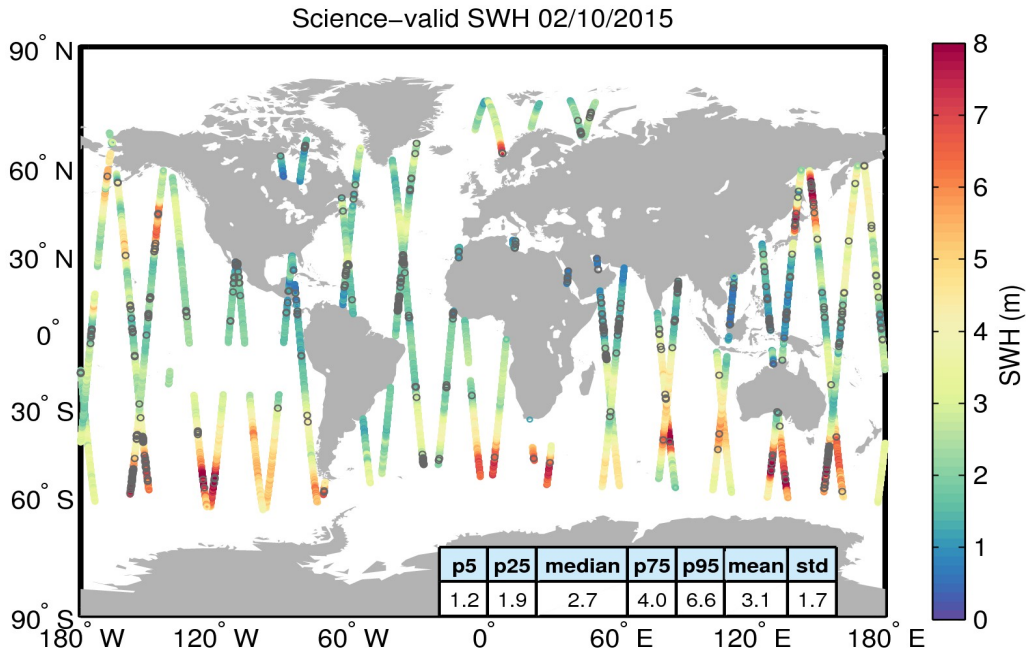 Science−valid SWH 02/10/2015
90° N
60° N
30° N
0°
30° S
60° S
90° S
180° W 120° W 60° W 0° 60° E 120° E 180° E
p5 p25 median p75 p95 mean std
1.2 1.9 2.7 4.0 6.6 3.1 1.7
8
7
6
5
4
3
2
1
0
SWH (m)